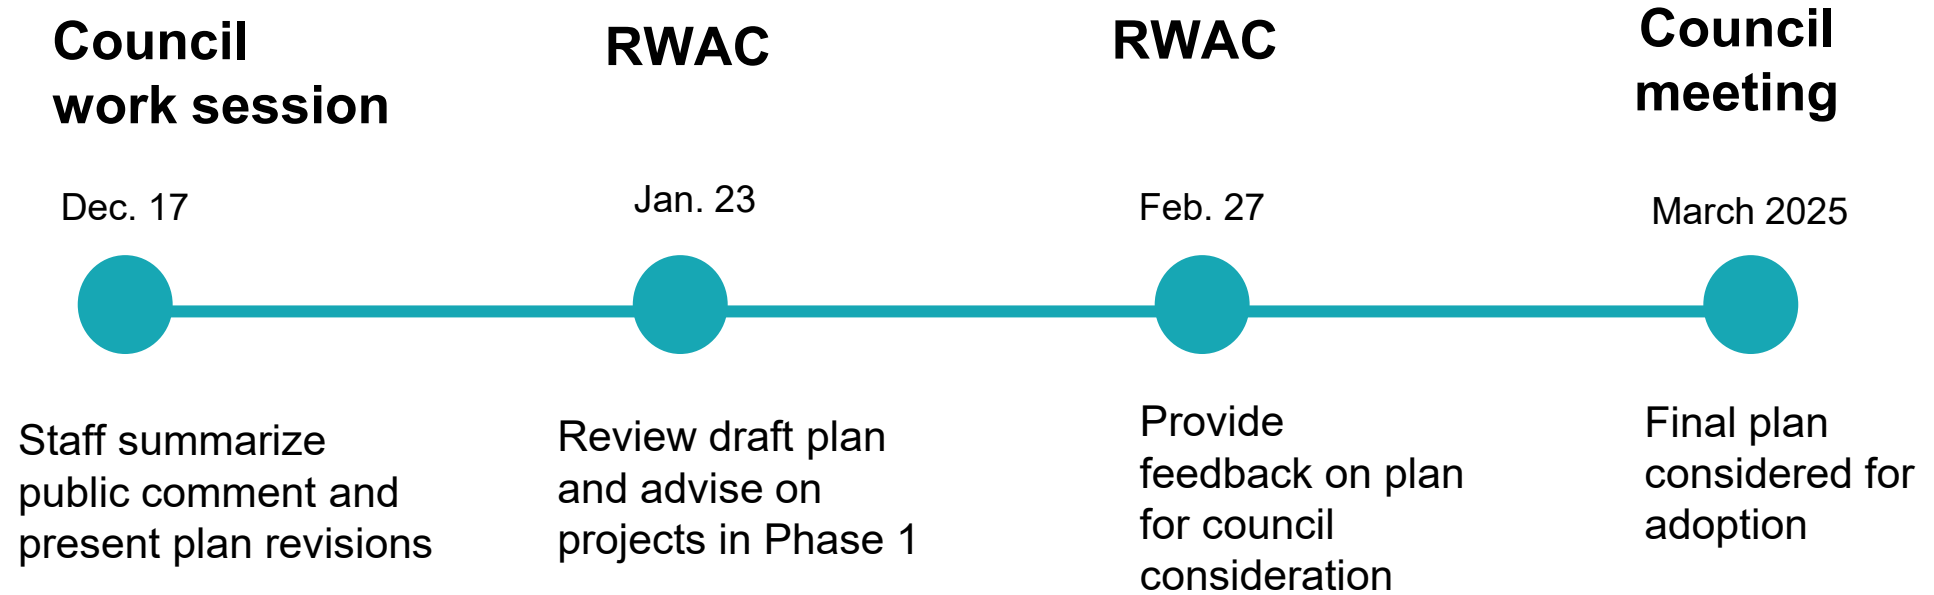 Council
work session
Dec. 17
Staff summarize
public comment and
present plan revisions
RWAC
Jan. 23
Review draft plan
and advise on
projects in Phase 1
RWAC
Feb. 27
Provide
feedback on plan
for council
consideration
Council
meeting
March 2025
Final plan
considered for
adoption